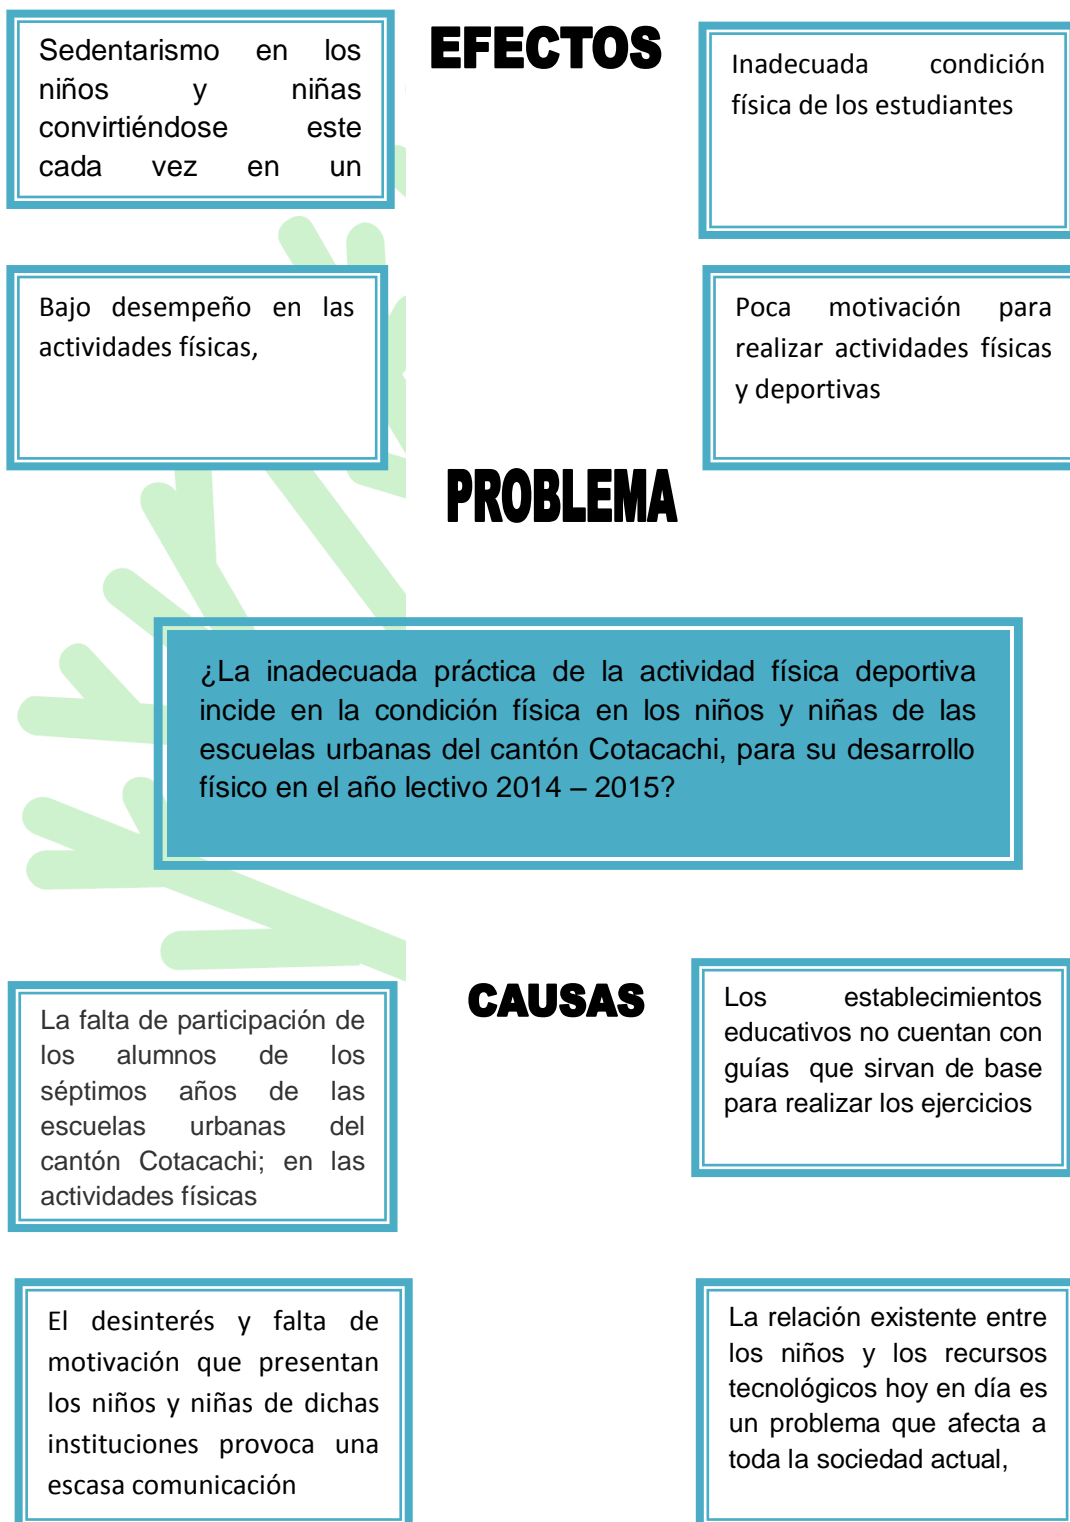 EFECTOS
Sedentarismo en los
niños y niñas
convirtiéndose este
cada vez en un
Inadecuada condición
física de los estudiantes
Bajo desempeño en las
actividades físicas,
Poca motivación para
realizar actividades físicas
y deportivas
PROBLEMA
¿La inadecuada práctica de la actividad física deportiva
incide en la condición física en los niños y niñas de las
escuelas urbanas del cantón Cotacachi, para su desarrollo
físico en el año lectivo 2014 – 2015?
CAUSAS
La falta de participación de
los alumnos de los
séptimos años de las
escuelas urbanas del
cantón Cotacachi; en las
actividades físicas
Los establecimientos
educativos no cuentan con
guías que sirvan de base
para realizar los ejercicios
El desinterés y falta de
motivación que presentan
los niños y niñas de dichas
instituciones provoca una
escasa comunicación
La relación existente entre
los niños y los recursos
tecnológicos hoy en día es
un problema que afecta a
toda la sociedad actual,